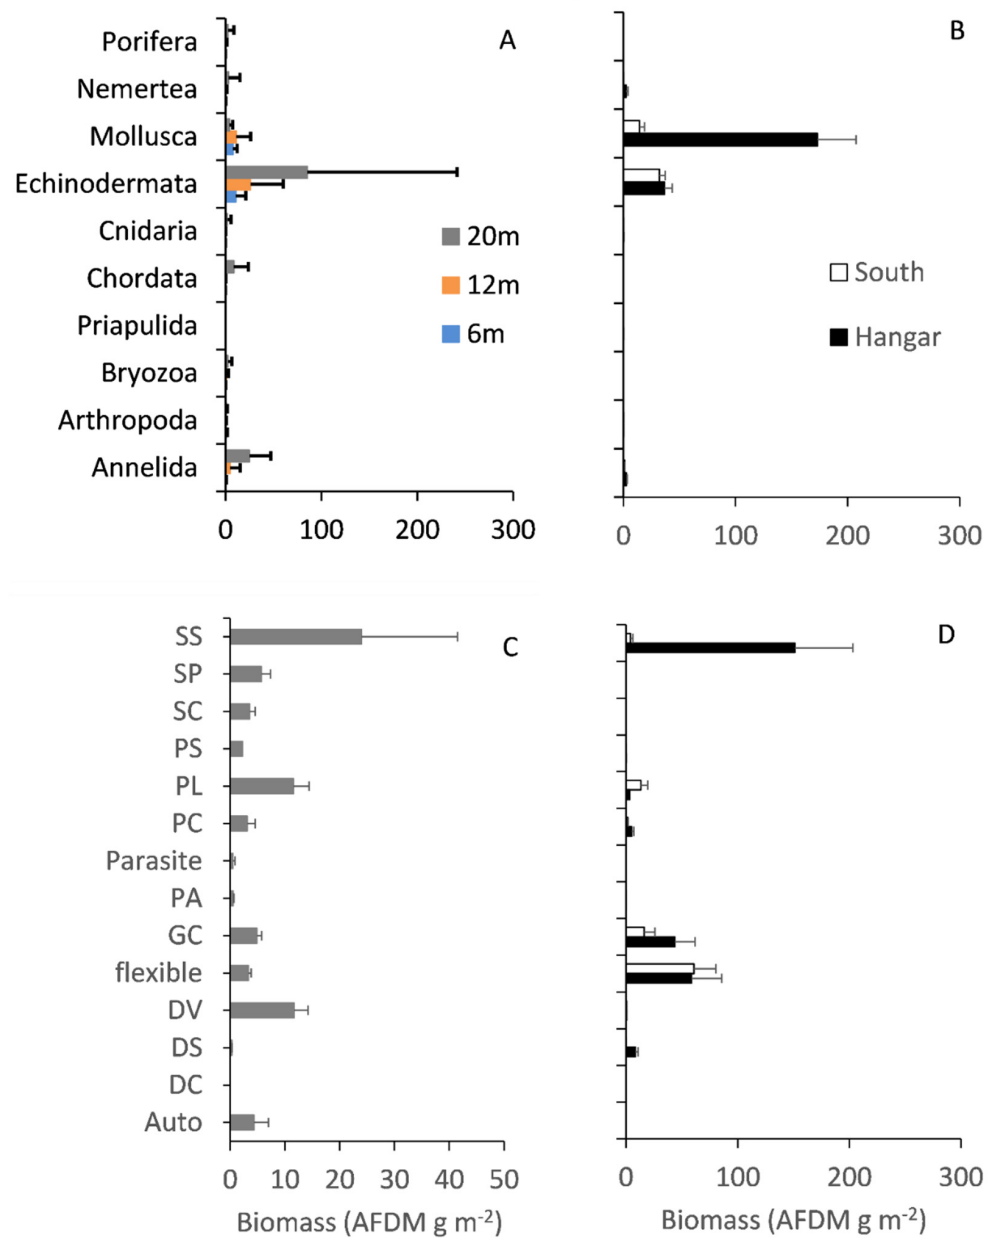 A
Porifera
Nemertea
Mollusca
Echinodermata
Cnidaria
Chordata
Priapulida
Bryozoa
Arthropoda
Annelida
20m
12m
6m
0 100 200 300
B
South
Hangar
0 100 200 300
C
SS
SP
SC
PS
PL
PC
Parasite
PA
GC
flexible
DV
DS
DC
Auto
0 10 20 30 40 50
Biomass (AFDM g m⁻²)
D
0 100 200 300
Biomass (AFDM g m⁻²)